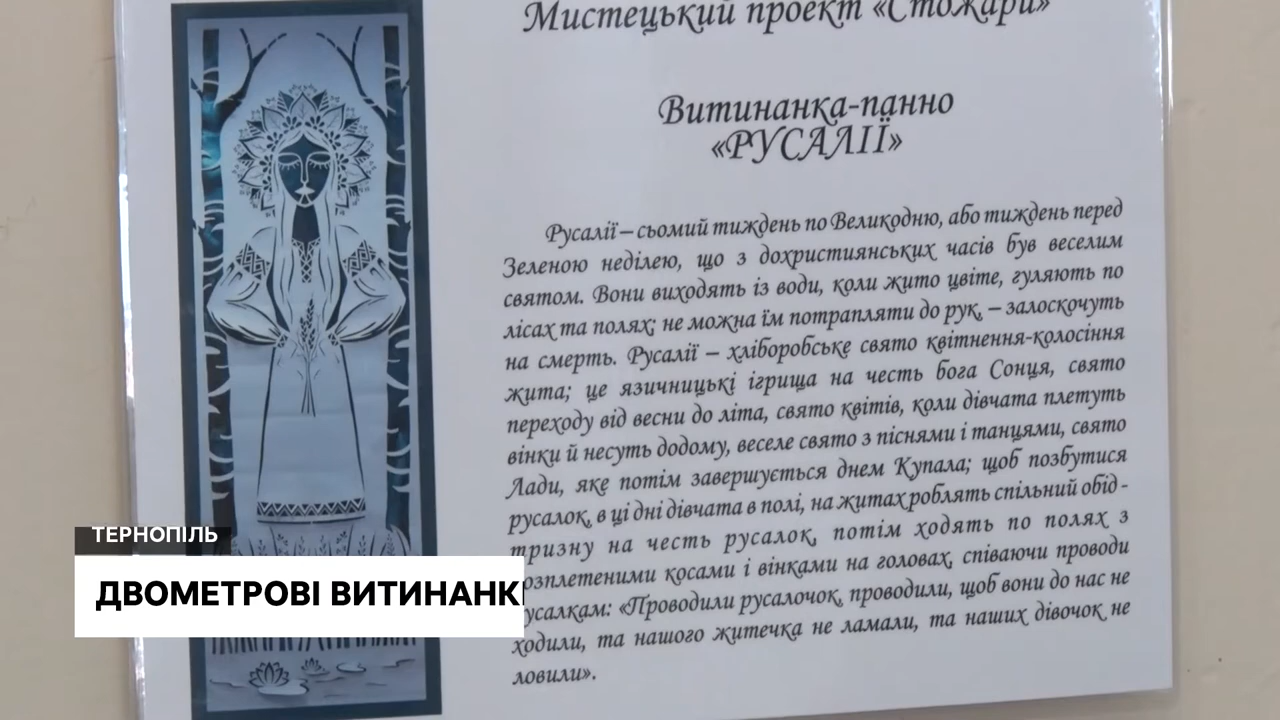 Мистецький проект «Стожари»
Витинанка-панно
«РУСАЛІЇ»
Русалії – сьомий тиждень по Великодню, або тиждень перед
Зеленою неділею, що з дохристиянських часів був веселим
святом. Вони виходять із води, коли жито цвіте, гуляють по
лісах та полях; не можна їм потрапляти до рук, – залоскочуть
на смерть. Русалії – хліборобське свято квітнення-колосіння
жита; це язичницькі ігрища на честь бога Сонця, свято
переходу від весни до літа, свято квітів, коли дівчата плетуть
вінки й несуть додому, веселе свято з піснями і танцями, свято
Лади, яке потім завершується днем Купала; щоб позбутися
русалок, в ці дні дівчата в полі, на житах роблять спільний обід -
тризну на честь русалок, потім ходять по полях з
розплетеними косами і вінками на головах, співаючи проводи
русалкам: «Проводили русалочок, проводили, щоб вони до нас не
ходили, та нашого житечка не ламали, та наших дівочок не
ловили».
ТЕРНОПІЛЬ
ДВОМЕТРОВІ ВИТИНАНК